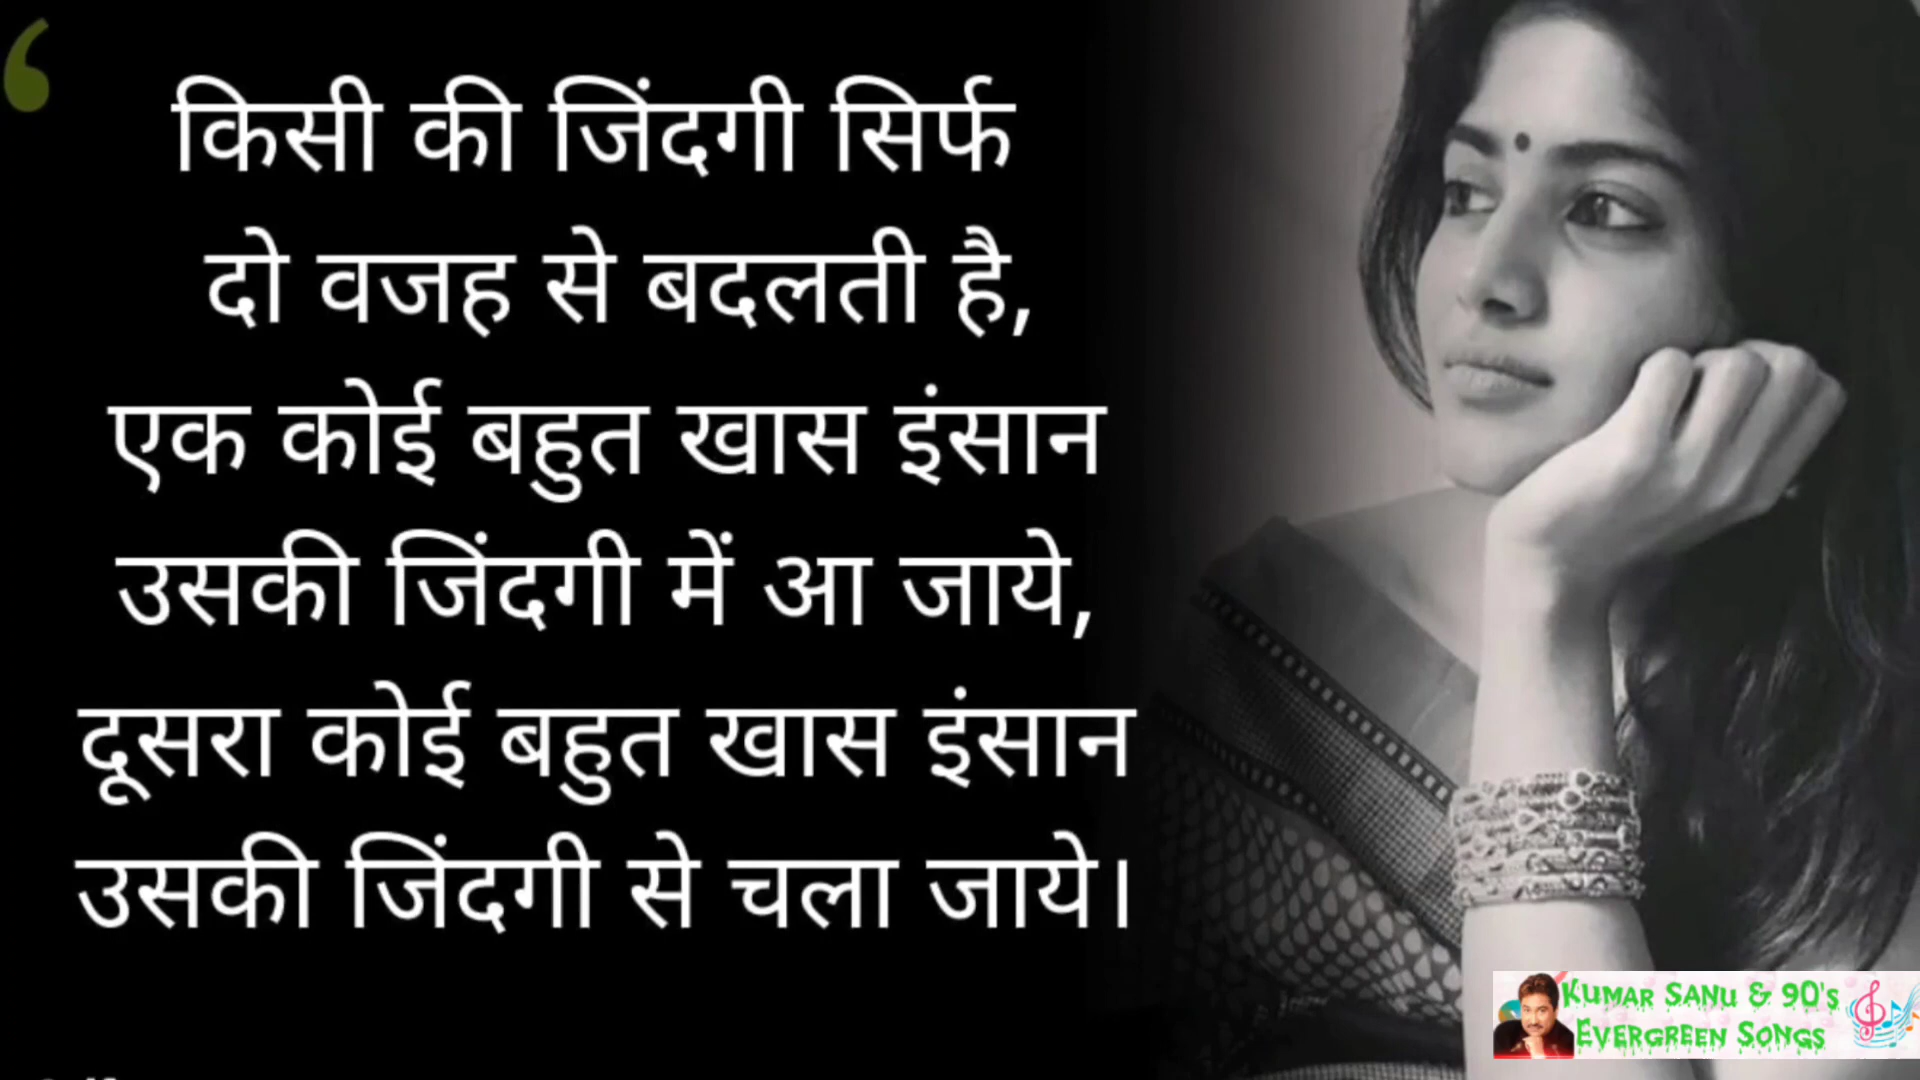 किसी की जिंदगी सिर्फ
दो वजह से बदलती है,
एक कोई बहुत खास इंसान
उसकी जिंदगी में आ जाये,
दूसरा कोई बहुत खास इंसान
उसकी जिंदगी से चला जाये।
KUMAR SANU & 90's
EVERGREEN SONGS